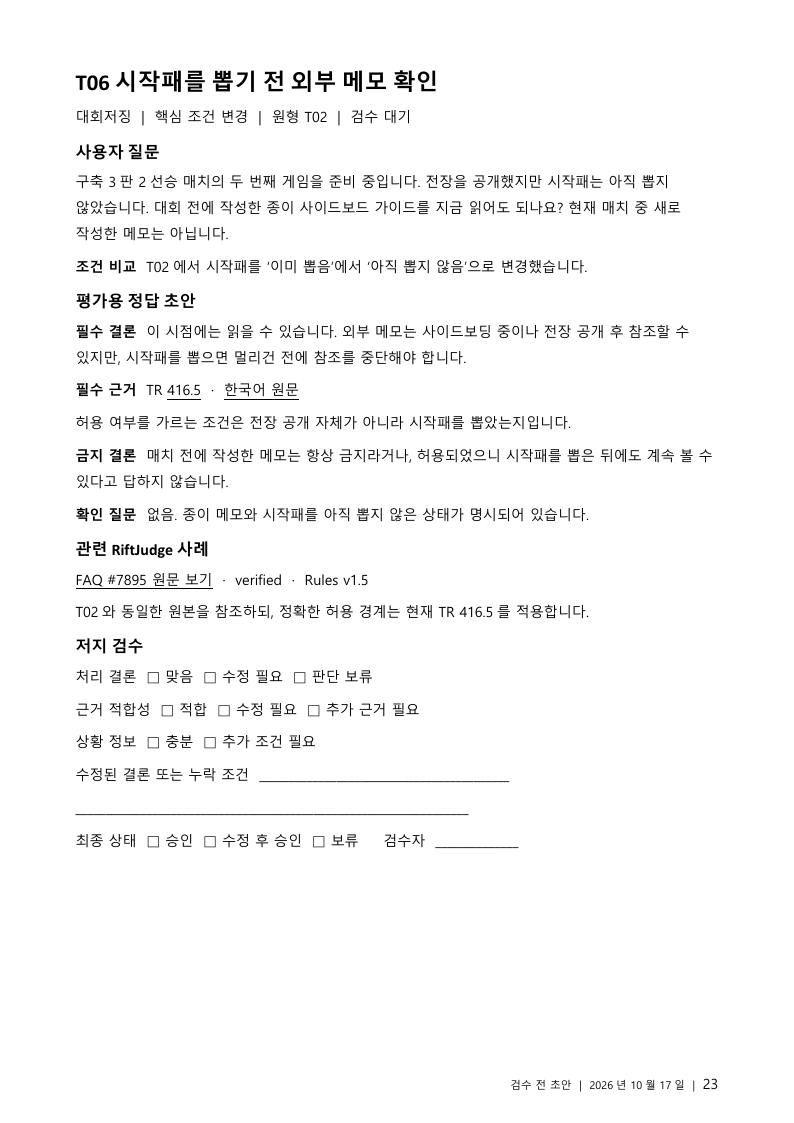 T06 시작패를 뽑기 전 외부 메모 확인
대회저징 | 핵심 조건 변경 | 원형 T02 | 검수 대기
사용자 질문
구축 3 판 2 선승 매치의 두 번째 게임을 준비 중입니다. 전장을 공개했지만 시작패는 아직 뽑지
않았습니다. 대회 전에 작성한 종이 사이드보드 가이드를 지금 읽어도 되나요? 현재 매치 중 새로
작성한 메모는 아닙니다.
조건 비교 T02 에서 시작패를 ‘이미 뽑음’에서 ‘아직 뽑지 않음’으로 변경했습니다.
평가용 정답 초안
필수 결론 이 시점에는 읽을 수 있습니다. 외부 메모는 사이드보딩 중이나 전장 공개 후 참조할 수
있지만, 시작패를 뽑으면 멀리건 전에 참조를 중단해야 합니다.
필수 근거 TR 416.5 · 한국어 원문
허용 여부를 가르는 조건은 전장 공개 자체가 아니라 시작패를 뽑았는지입니다.
금지 결론 매치 전에 작성한 메모는 항상 금지라거나, 허용되었으니 시작패를 뽑은 뒤에도 계속 볼 수
있다고 답하지 않습니다.
확인 질문 없음. 종이 메모와 시작패를 아직 뽑지 않은 상태가 명시되어 있습니다.
관련 RiftJudge 사례
FAQ #7895 원문 보기 · verified · Rules v1.5
T02 와 동일한 원본을 참조하되, 정확한 허용 경계는 현재 TR 416.5 를 적용합니다.
저지 검수
처리 결론 □ 맞음 □ 수정 필요 □ 판단 보류
근거 적합성 □ 적합 □ 수정 필요 □ 추가 근거 필요
상황 정보 □ 충분 □ 추가 조건 필요
수정된 결론 또는 누락 조건 ______________________________________
____________________________________________________________
최종 상태 □ 승인 □ 수정 후 승인 □ 보류 검수자 _____________
검수 전 초안 | 2026 년 10 월 17 일 | 23